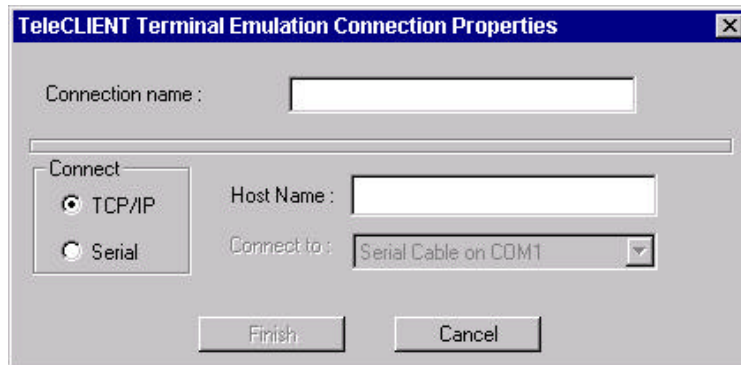 TeleCLIENT Terminal Emulation Connection Properties
Connection name :
Connect
TCP/IP
Serial
Host Name :
Connect to :
Serial Cable on COM1
Finish
Cancel